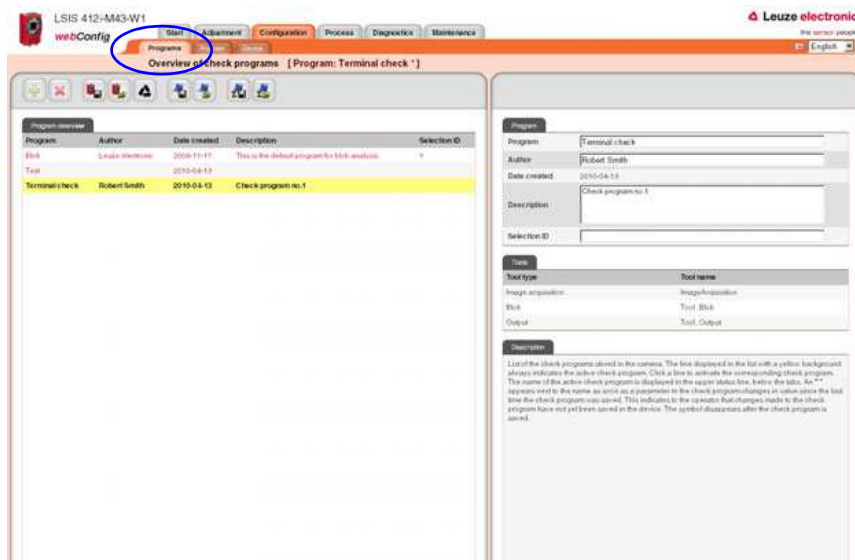 LSIS 412-M43-W1
webConfig
Leuze electronic
the sensor people
Start Adjustment Configuration Process Diagnostics Maintenance
Programs Program Device
English
Overview of check programs [ Program: Terminal check * ]
Program overview
Program Author Date created Description Selection ID
Blob Leuze electronic 2009-11-17 This is the default program for blob analysis 1
Test 2010-04-13
Terminal check Robert Smith 2010-04-13 Check program no.1
Program
Program Terminal check
Author Robert Smith
Date created 2010-04-13
Description Check program no.1
Selection ID
Tools
Tool type Tool name
Image acquisition ImageAcquisition
Blob Tool_Blob
Output Tool_Output
Description
List of the check programs stored in the camera. The line displayed in the list with a yellow background
always indicates the active check program. Click a line to activate the corresponding check program.
The name of the active check program is displayed in the upper status line, below the tabs. An "*"
appears next to the name as soon as a parameter in the check program changes in value since the last
time the check program was saved. This indicates to the operator that changes made to the check
program have not yet been saved in the device. The symbol disappears after the check program is
saved.